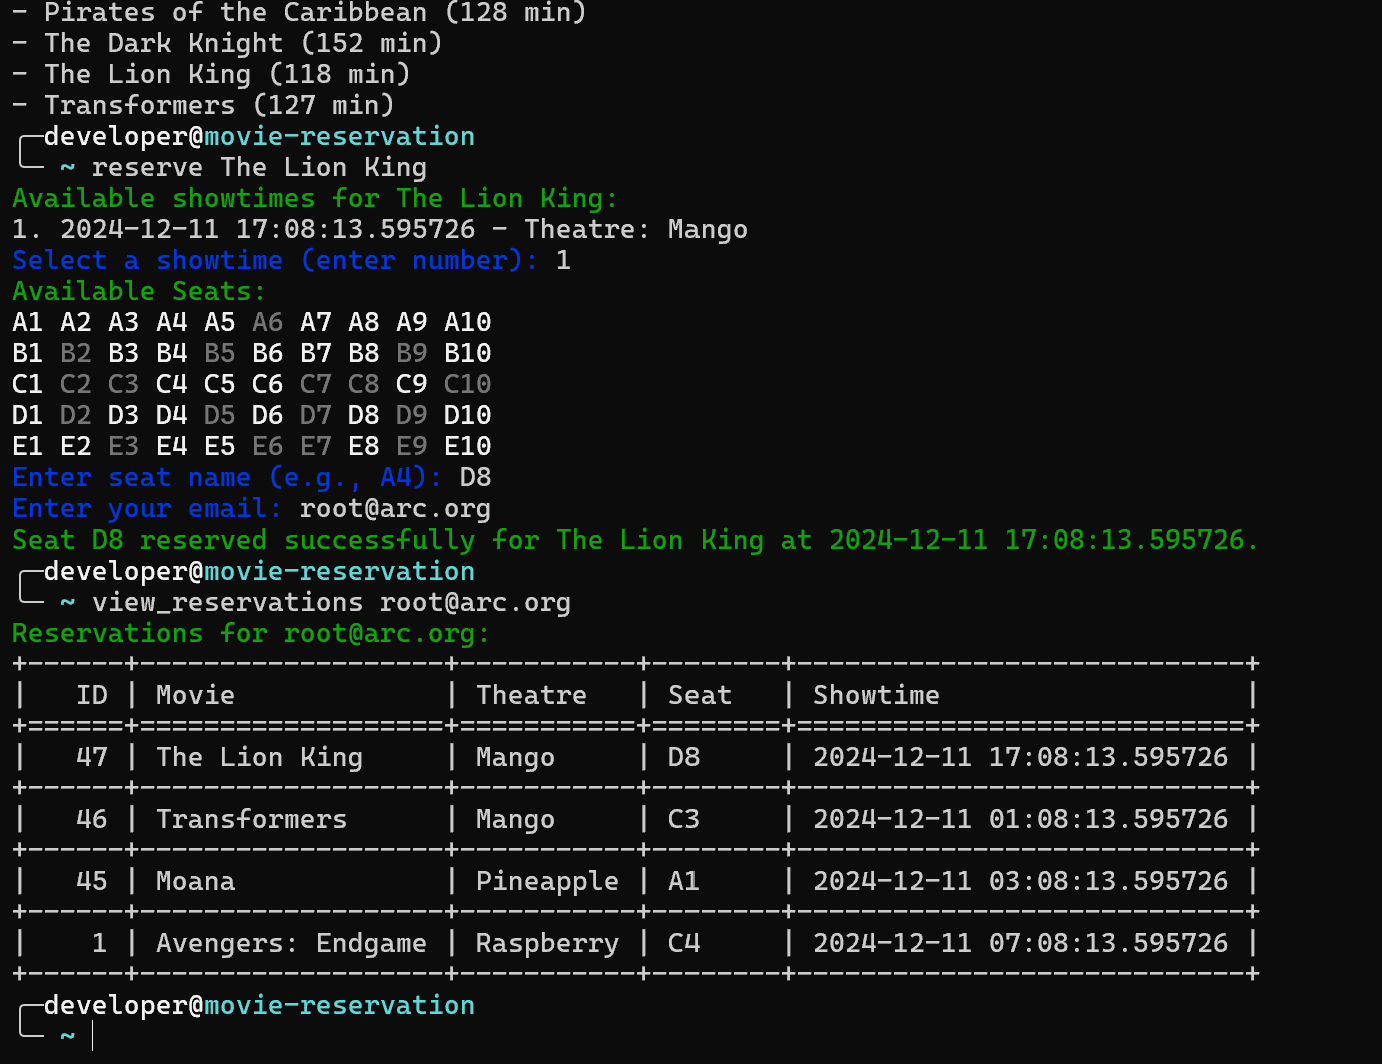 - Pirates of the Caribbean (128 min)
- The Dark Knight (152 min)
- The Lion King (118 min)
- Transformers (127 min)
╭─developer@movie-reservation
╰─ ~ reserve The Lion King
Available showtimes for The Lion King:
1. 2024-12-11 17:08:13.595726 - Theatre: Mango
Select a showtime (enter number): 1
Available Seats:
A1 A2 A3 A4 A5 A6 A7 A8 A9 A10
B1 B2 B3 B4 B5 B6 B7 B8 B9 B10
C1 C2 C3 C4 C5 C6 C7 C8 C9 C10
D1 D2 D3 D4 D5 D6 D7 D8 D9 D10
E1 E2 E3 E4 E5 E6 E7 E8 E9 E10
Enter seat name (e.g., A4): D8
Enter your email: root@arc.org
Seat D8 reserved successfully for The Lion King at 2024-12-11 17:08:13.595726.
╭─developer@movie-reservation
╰─ ~ view_reservations root@arc.org
Reservations for root@arc.org:
+------+-------------------+-----------+--------+----------------------------+
|   ID | Movie             | Theatre   | Seat   | Showtime                   |
+======+===================+===========+========+============================+
|   47 | The Lion King     | Mango     | D8     | 2024-12-11 17:08:13.595726 |
+------+-------------------+-----------+--------+----------------------------+
|   46 | Transformers      | Mango     | C3     | 2024-12-11 01:08:13.595726 |
+------+-------------------+-----------+--------+----------------------------+
|   45 | Moana             | Pineapple | A1     | 2024-12-11 03:08:13.595726 |
+------+-------------------+-----------+--------+----------------------------+
|    1 | Avengers: Endgame | Raspberry | C4     | 2024-12-11 07:08:13.595726 |
+------+-------------------+-----------+--------+----------------------------+
╭─developer@movie-reservation
╰─ ~